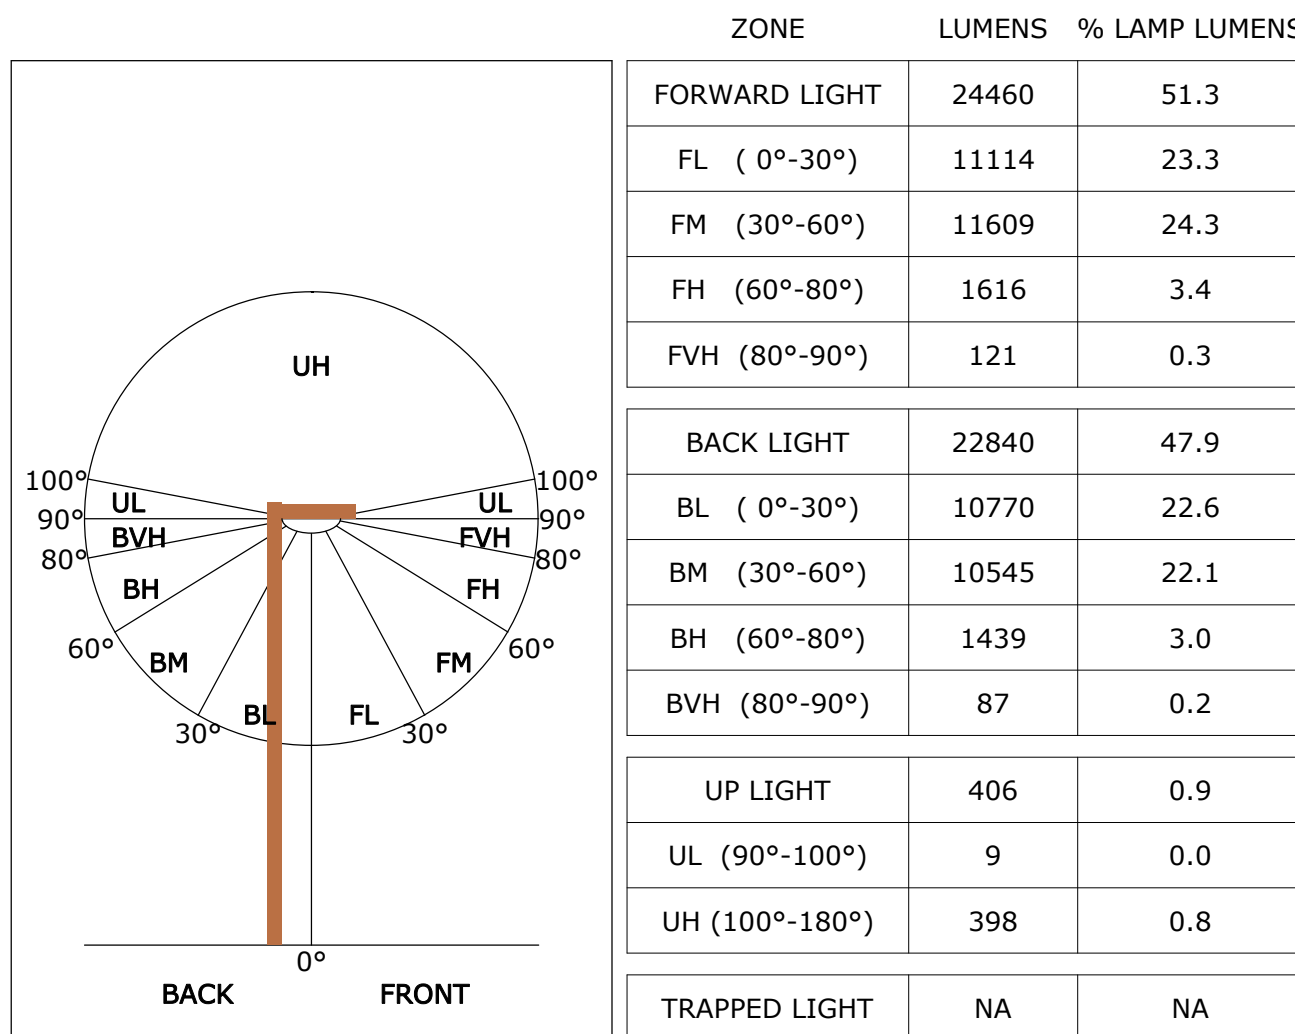 ZONE LUMENS % LAMP LUMENS
FORWARD LIGHT 24460 51.3
FL ( 0°-30°) 11114 23.3
FM (30°-60°) 11609 24.3
FH (60°-80°) 1616 3.4
FVH (80°-90°) 121 0.3
BACK LIGHT 22840 47.9
BL ( 0°-30°) 10770 22.6
BM (30°-60°) 10545 22.1
BH (60°-80°) 1439 3.0
BVH (80°-90°) 87 0.2
UP LIGHT 406 0.9
UL (90°-100°) 9 0.0
UH (100°-180°) 398 0.8
TRAPPED LIGHT NA NA
UH
100° 100°
UL UL
90° 90°
BVH FVH
80° 80°
BH FH
60° 60°
BM FM
BL FL
30° 30°
0°
BACK FRONT